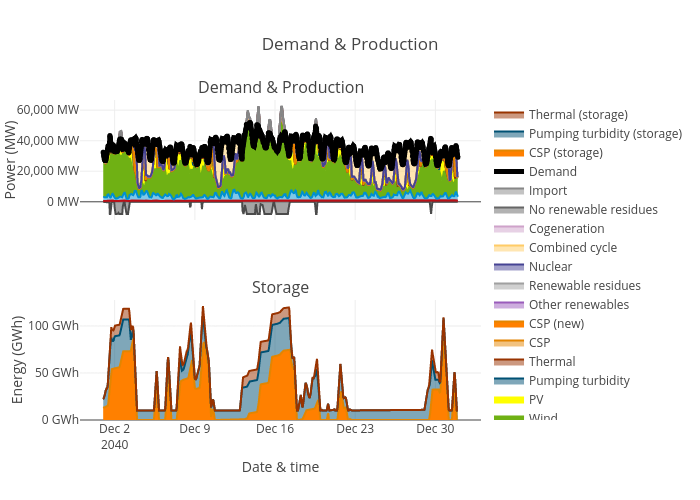 Demand & Production
Demand & Production
60,000 MW
40,000 MW
20,000 MW
0 MW
Power (MW)
Storage
100 GWh
50 GWh
0 GWh
Energy (GWh)
Dec 2
2040
Dec 9
Dec 16
Dec 23
Dec 30
Date & time
Thermal (storage)
Pumping turbidity (storage)
CSP (storage)
Demand
Import
No renewable residues
Cogeneration
Combined cycle
Nuclear
Renewable residues
Other renewables
CSP (new)
CSP
Thermal
Pumping turbidity
PV
Wind